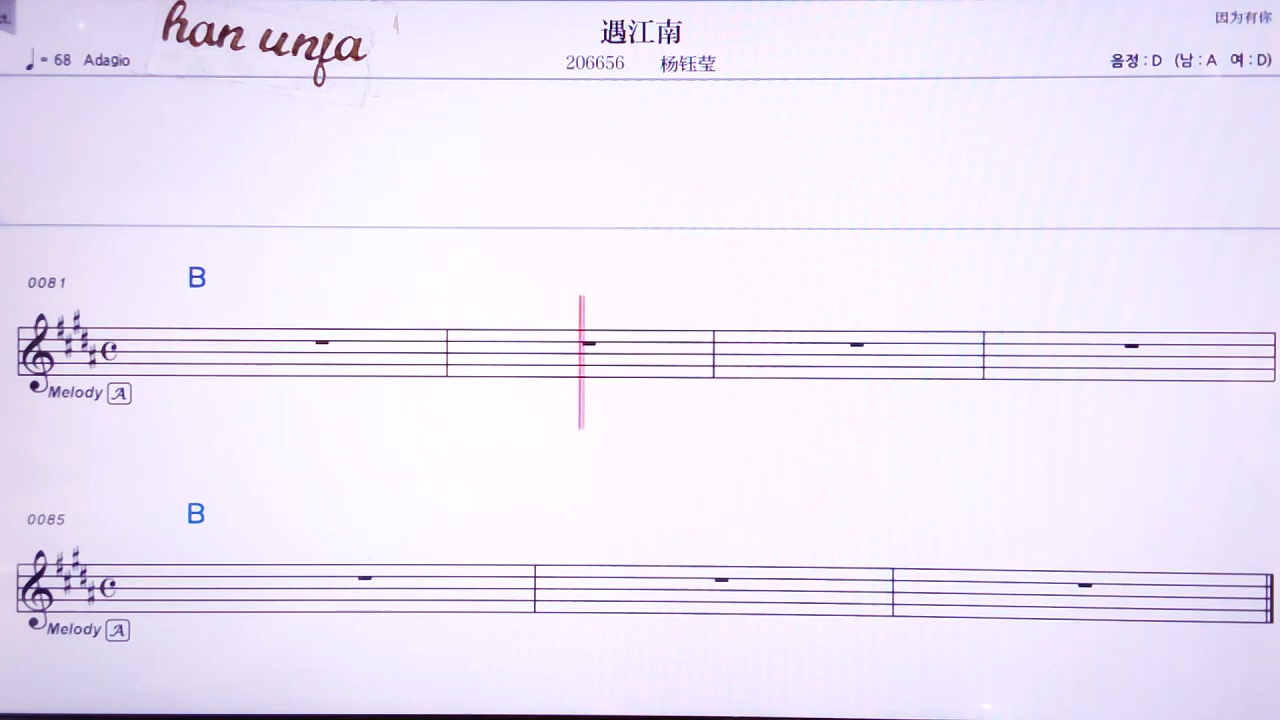 han unfa
遇江南
因为有你
♩ = 68 Adagio
206656 杨钰莹
음정 : D (남 : A 여 : D)
0081
B
Melody A
0085
B
Melody A